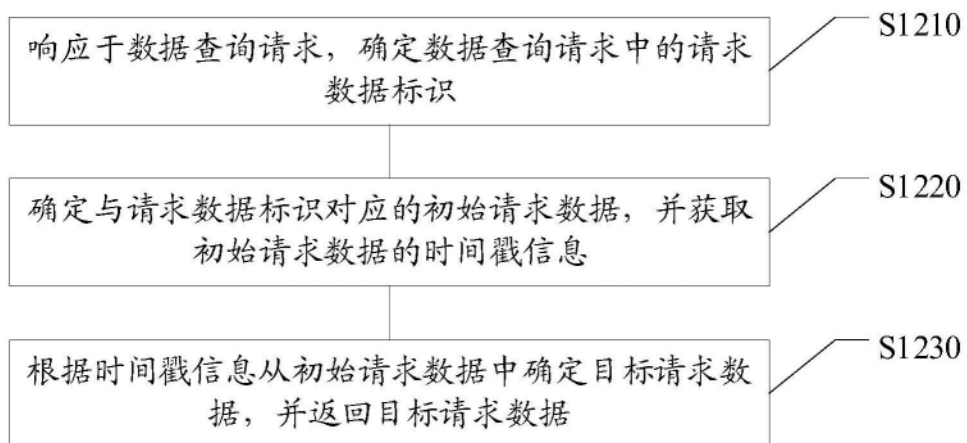 响应于数据查询请求，确定数据查询请求中的请求
数据标识
S1210
确定与请求数据标识对应的初始请求数据，并获取
初始请求数据的时间戳信息
S1220
根据时间戳信息从初始请求数据中确定目标请求数
据，并返回目标请求数据
S1230